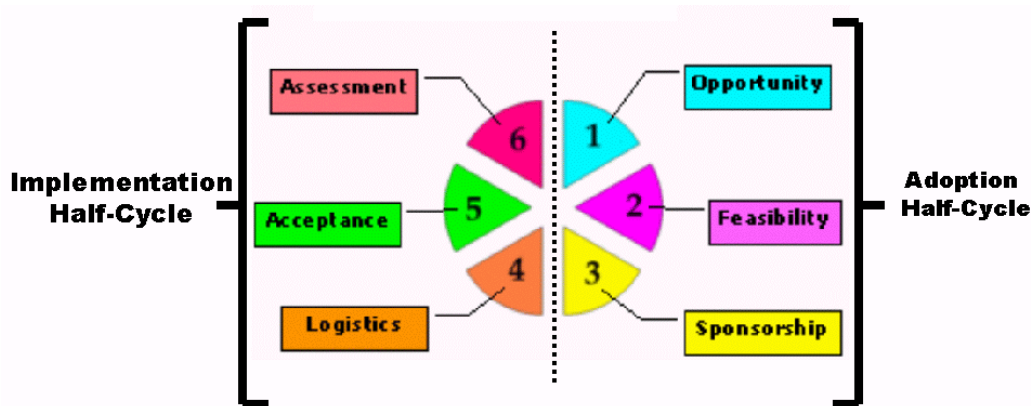 Assessment
6
1
Opportunity
Implementation
Half-Cycle
Acceptance
5
2
Feasibility
Adoption
Half-Cycle
Logistics
4
3
Sponsorship